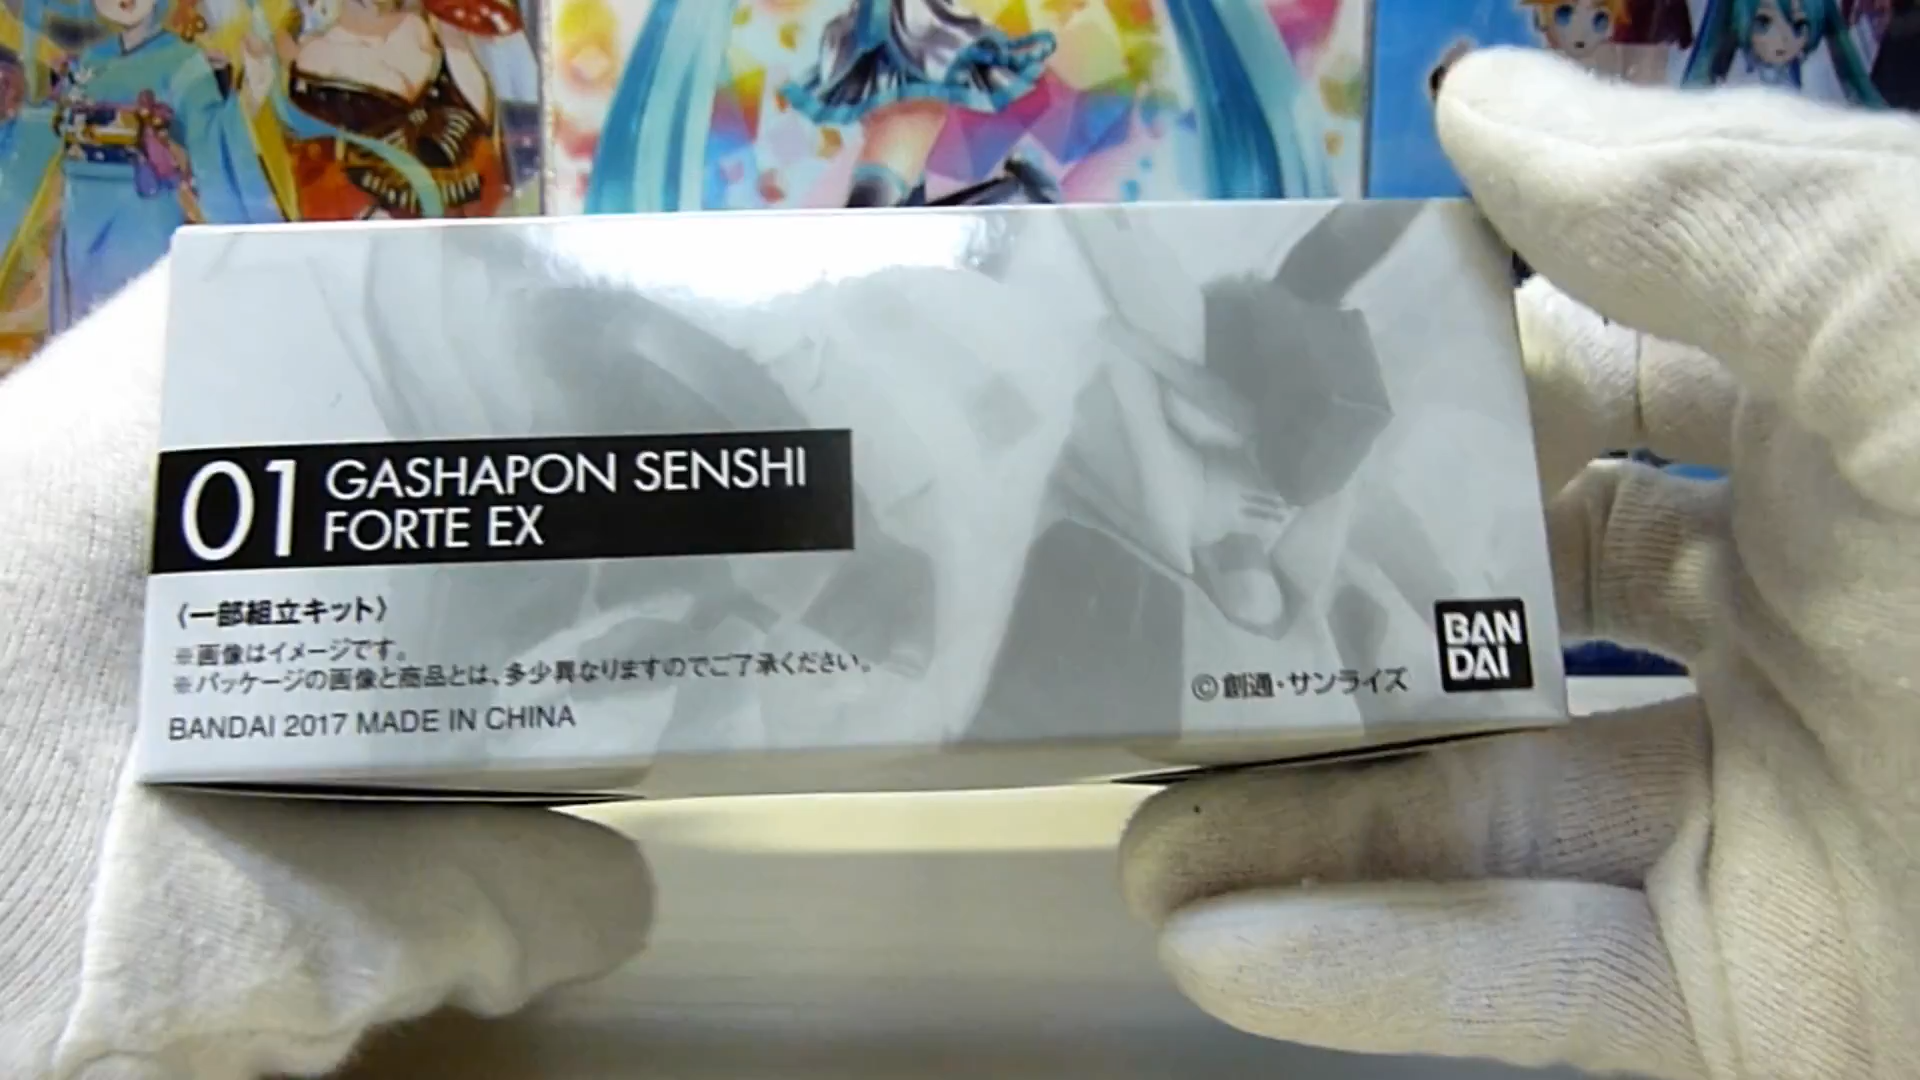 01 GASHAPON SENSHI
FORTE EX
〈一部組立キット〉
※画像はイメージです。
※パッケージの画像と商品とは、多少異なりますのでご了承ください。
BANDAI 2017 MADE IN CHINA
©創通・サンライズ
BAN
DAI